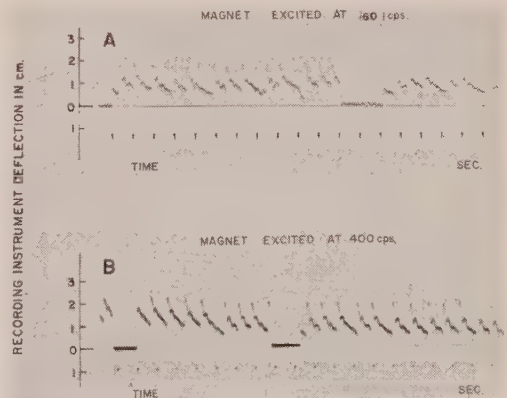 MAGNET EXCITED AT 60 cps.
A
3
2
1
0
1
TIME SEC.
RECORDING INSTRUMENT DEFLECTION IN cm.
MAGNET EXCITED AT 400 cps.
B
3
2
1
0
1
TIME SEC.